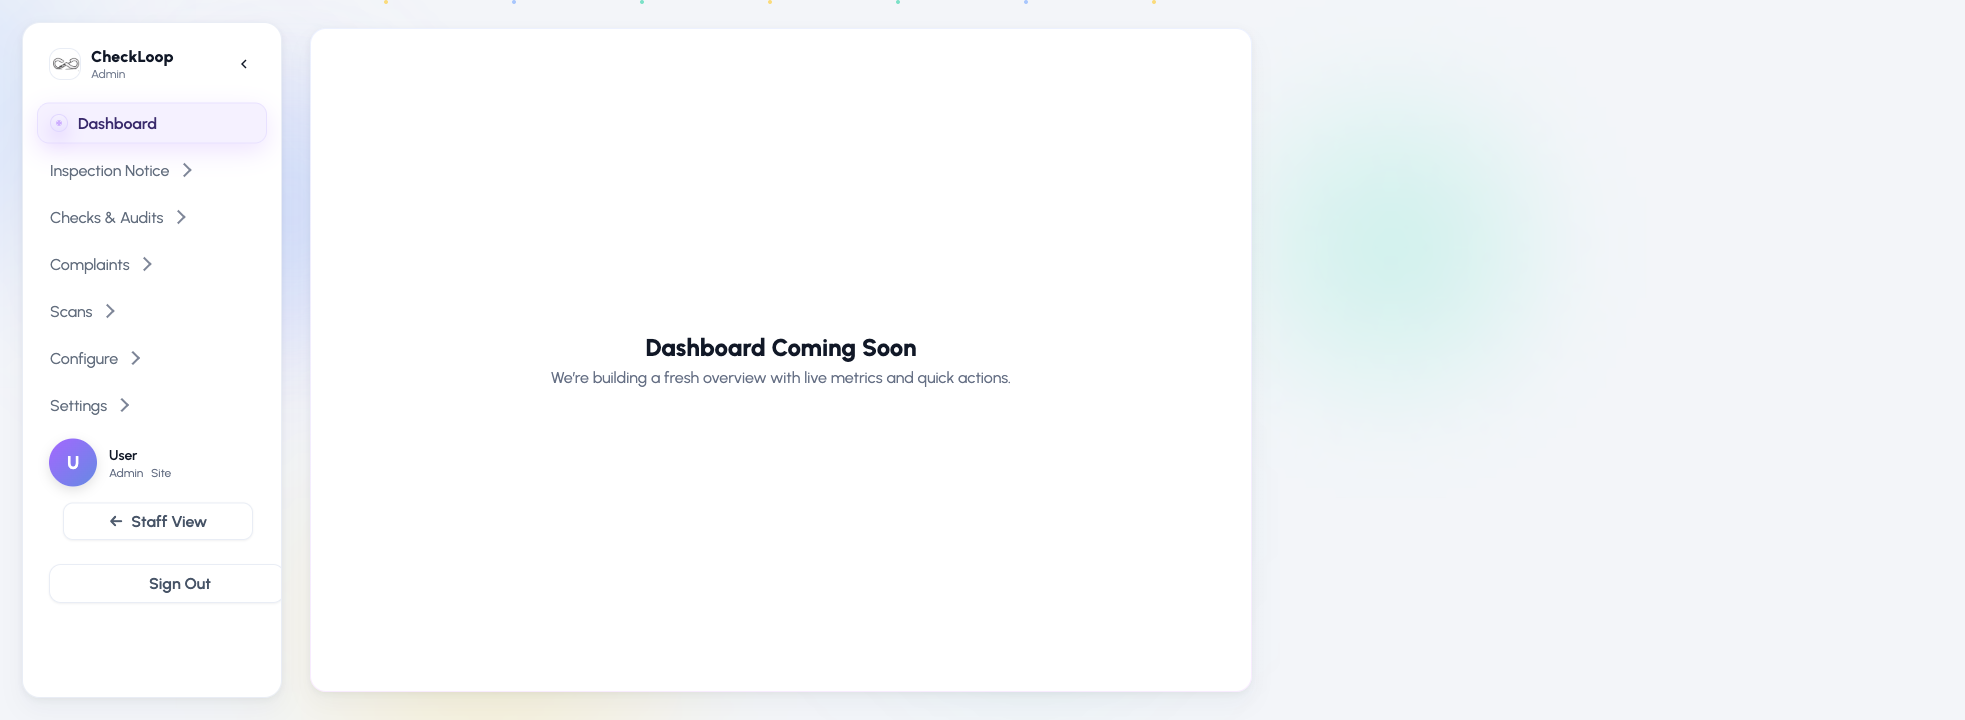 CheckLoop
Admin
Dashboard
Inspection Notice
Checks & Audits
Complaints
Scans
Configure
Settings
U
User
Admin Site
Staff View
Sign Out
Dashboard Coming Soon
We’re building a fresh overview with live metrics and quick actions.